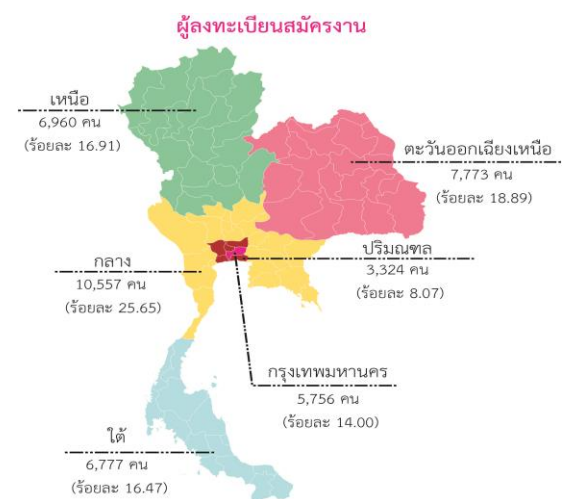 ผู้ลงทะเบียนสมัครงาน
เหนือ
6,960 คน
(ร้อยละ 16.91)
ตะวันออกเฉียงเหนือ
7,773 คน
(ร้อยละ 18.89)
ปริมณฑล
3,324 คน
(ร้อยละ 8.07)
กลาง
10,557 คน
(ร้อยละ 25.65)
กรุงเทพมหานคร
5,756 คน
(ร้อยละ 14.00)
ใต้
6,777 คน
(ร้อยละ 16.47)